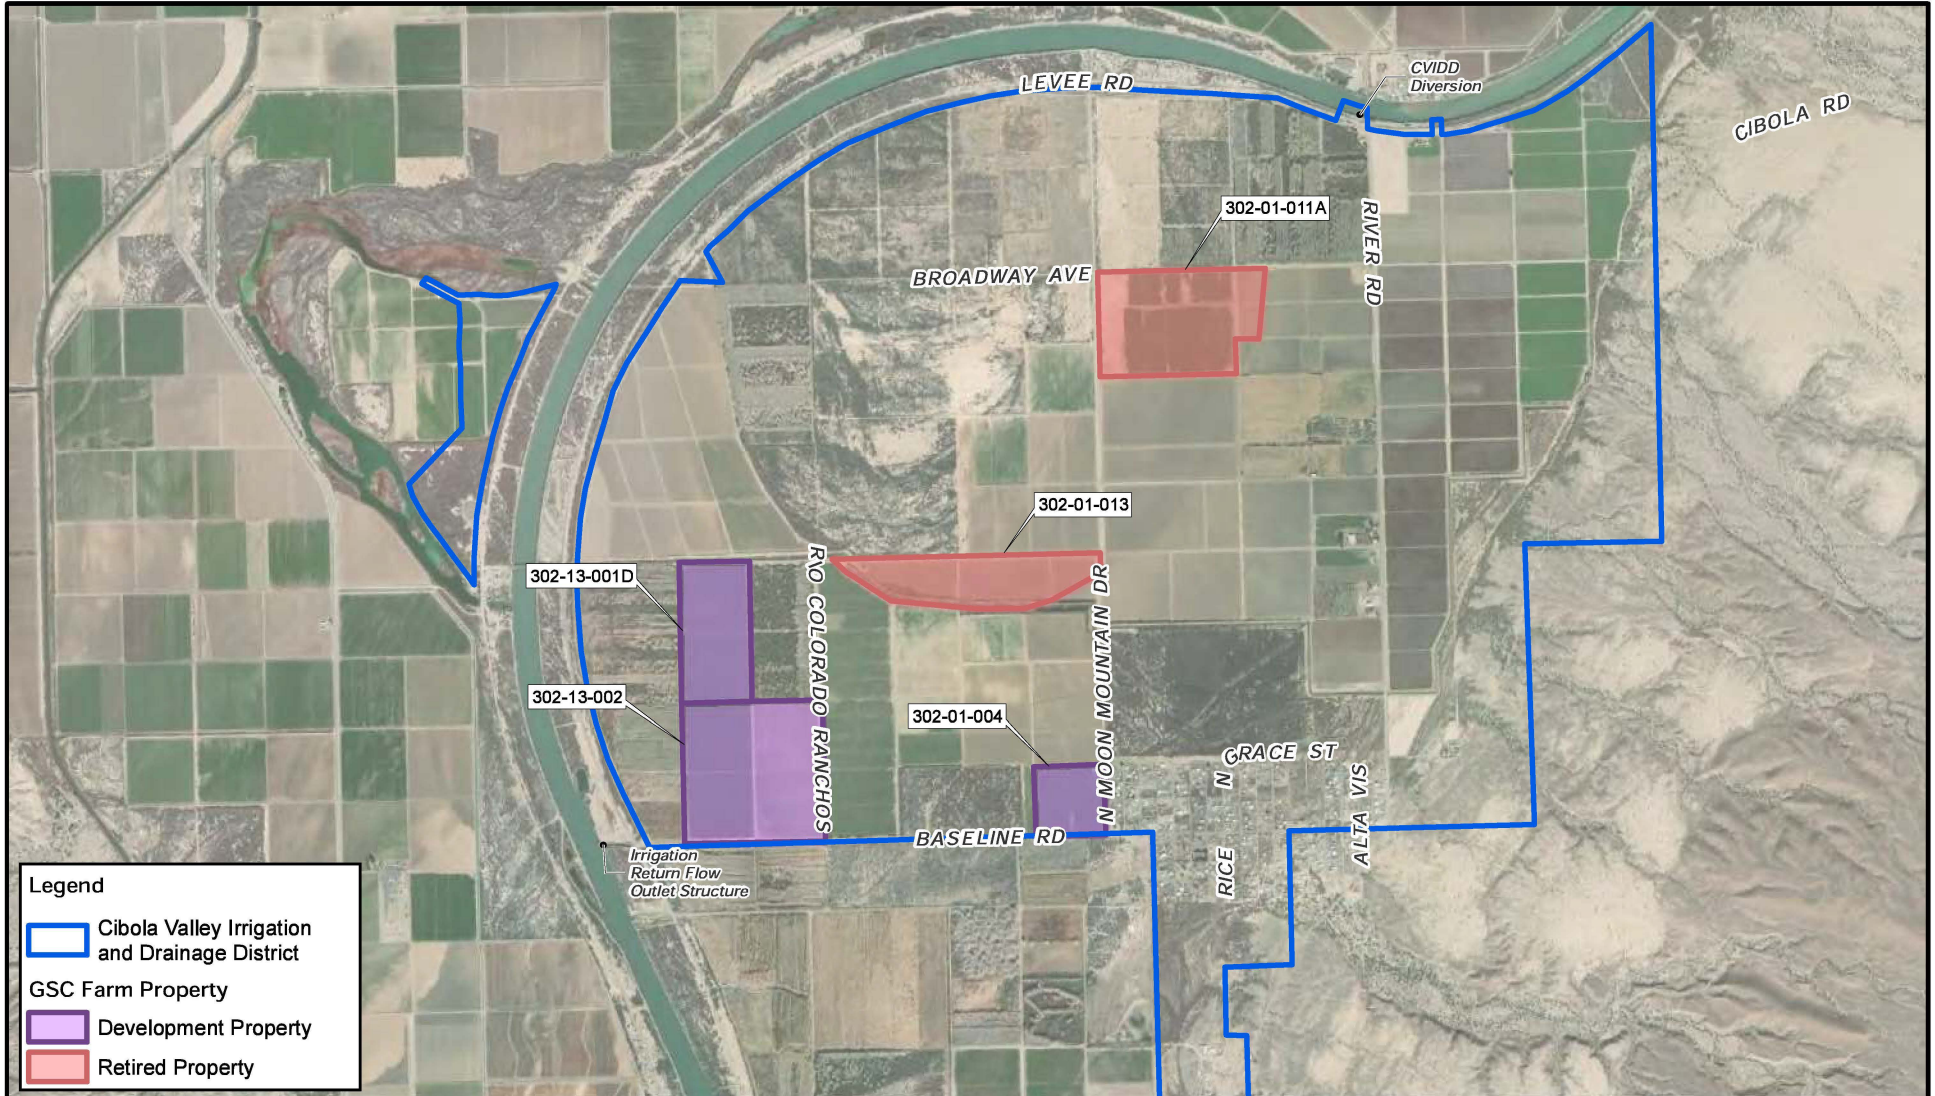 LEVEE RD
CVIDD
Diversion
CIBOLA RD
302-01-011A
RIVER RD
BROADWAY AVE
302-01-013
302-13-001D
RIO COLORADO RANCHOS
N MOON MOUNTAIN DR
302-13-002
302-01-004
GRACE ST
N RICE
ALTA VIS
BASELINE RD
Irrigation
Return Flow
Outlet Structure
Legend
Cibola Valley Irrigation
and Drainage District
GSC Farm Property
Development Property
Retired Property